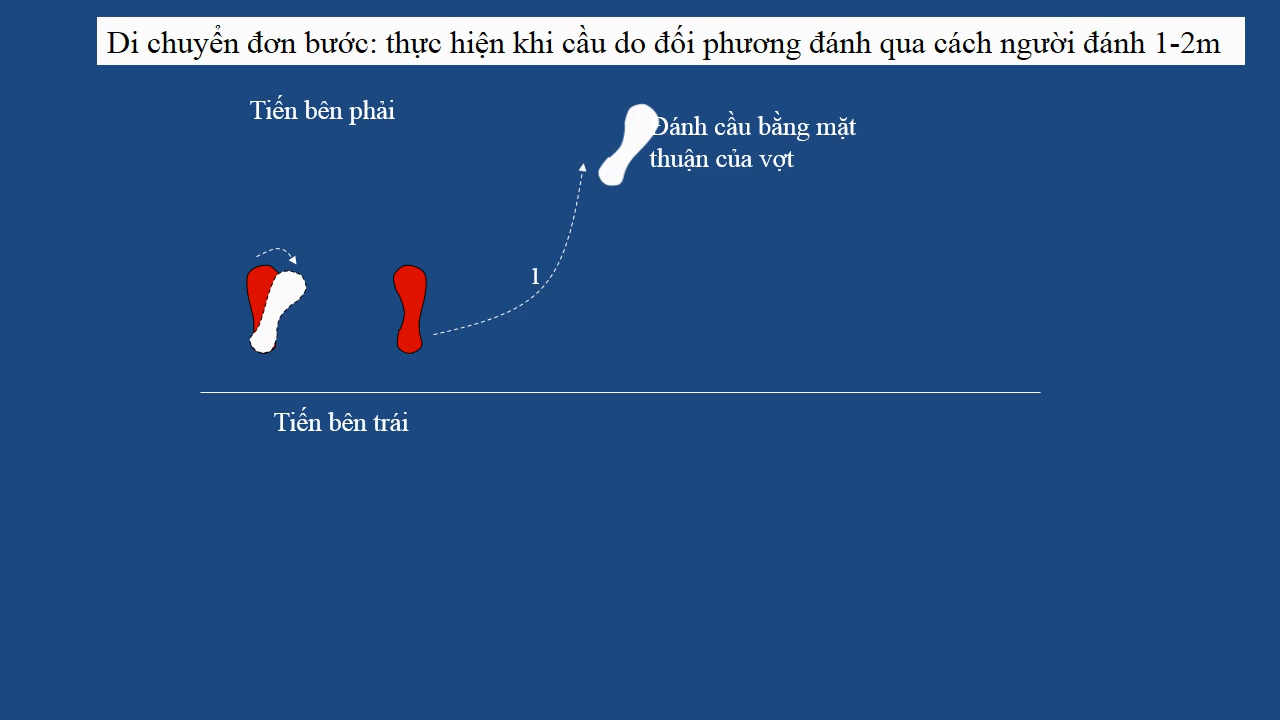 Di chuyển đơn bước: thực hiện khi cầu do đối phương đánh qua cách người đánh 1-2m
Tiến bên phải
Đánh cầu bằng mặt
thuận của vợt
1
Tiến bên trái